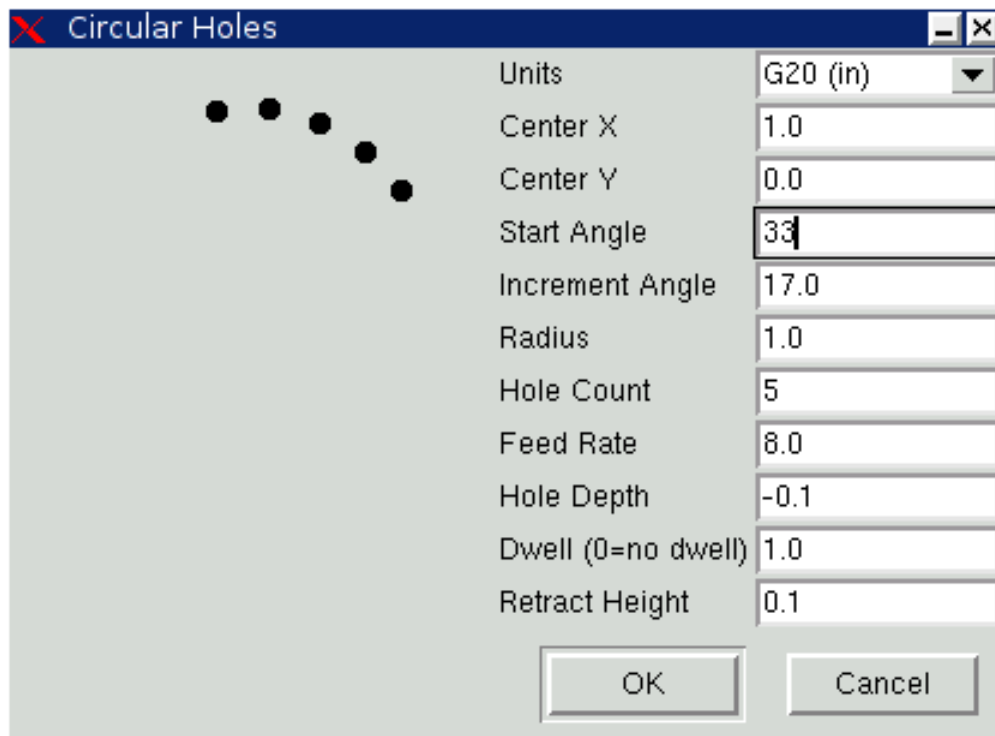 Circular Holes
Units G20 (in)
Center X 1.0
Center Y 0.0
Start Angle 33
Increment Angle 17.0
Radius 1.0
Hole Count 5
Feed Rate 8.0
Hole Depth -0.1
Dwell (0=no dwell) 1.0
Retract Height 0.1
OK Cancel